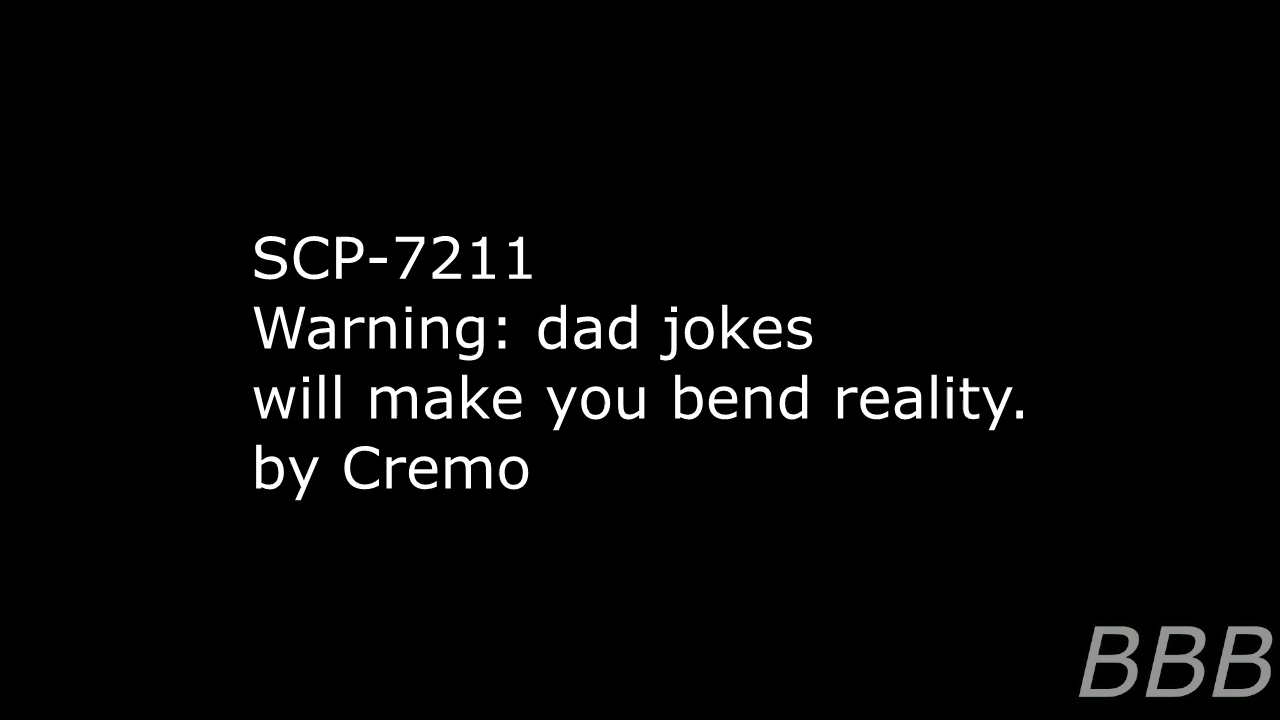 SCP-7211
Warning: dad jokes
will make you bend reality.
by Cremo
BBB